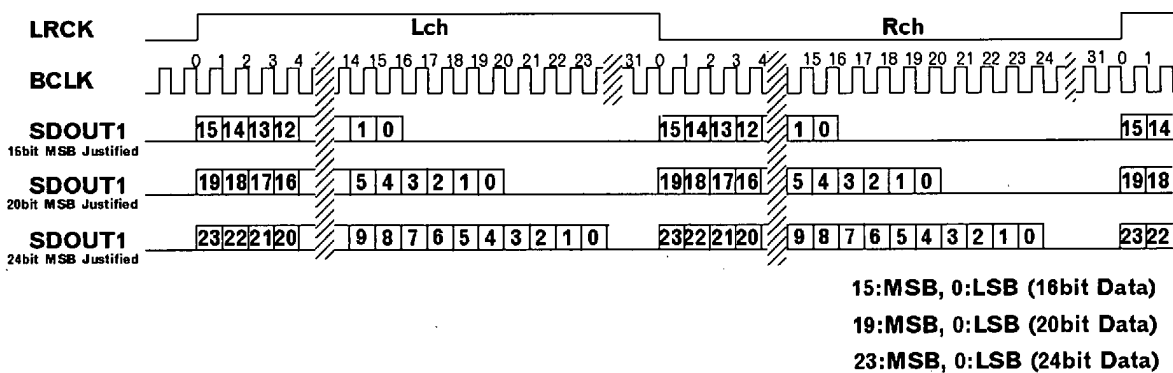 LRCK Lch Rch
0 1 2 3 4 14 15 16 17 18 19 20 21 22 23 31 0 1 2 3 4 15 16 17 18 19 20 21 22 23 24 31 0 1
BCLK
SDOUT1 15 14 13 12 1 0 15 14 13 12 1 0 15 14
16bit MSB Justified
SDOUT1 19 18 17 16 5 4 3 2 1 0 19 18 17 16 5 4 3 2 1 0 19 18
20bit MSB Justified
SDOUT1 23 22 21 20 9 8 7 6 5 4 3 2 1 0 23 22 21 20 9 8 7 6 5 4 3 2 1 0 23 22
24bit MSB Justified
15:MSB, 0:LSB (16bit Data)
19:MSB, 0:LSB (20bit Data)
23:MSB, 0:LSB (24bit Data)